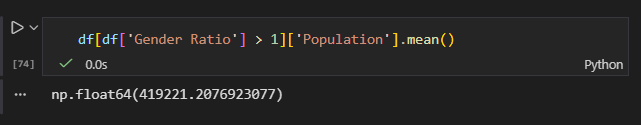 df[df['Gender Ratio'] > 1]['Population'].mean()
[74]
0.0s
Python
... np.float64(419221.2076923077)